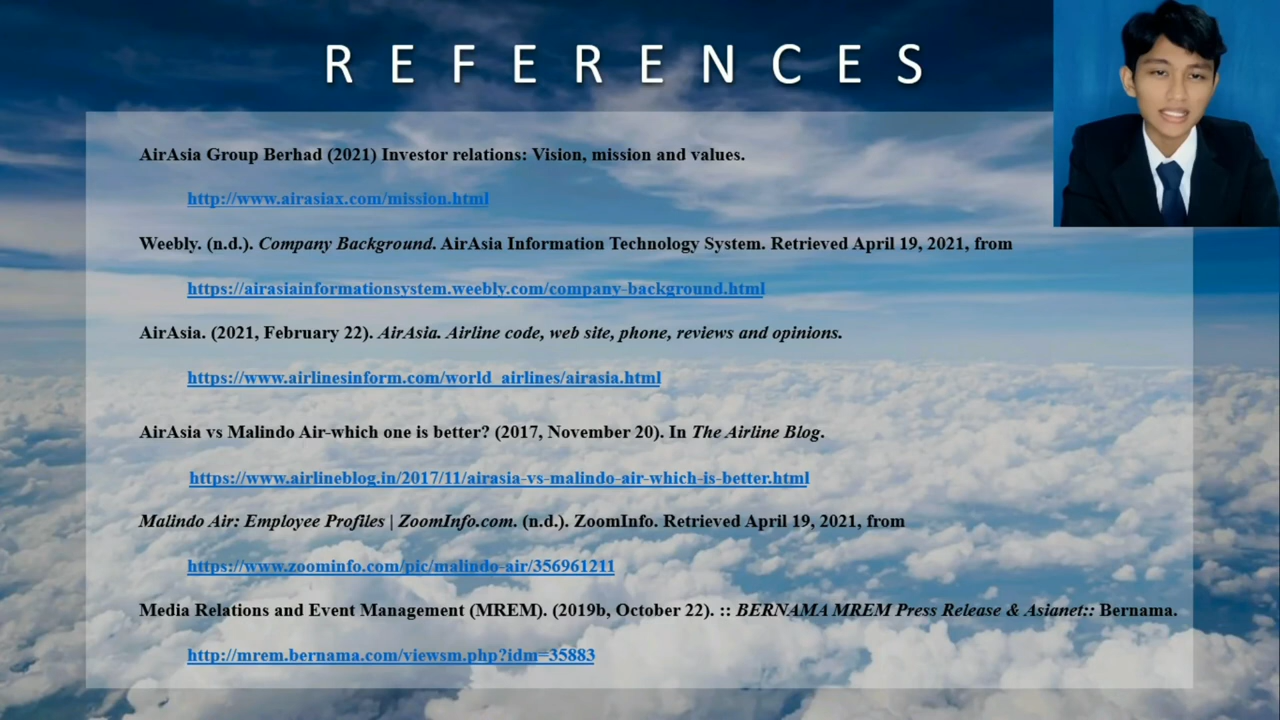 REFERENCES
AirAsia Group Berhad (2021) Investor relations: Vision, mission and values.
http://www.airasiax.com/mission.html
Weebly. (n.d.). Company Background. AirAsia Information Technology System. Retrieved April 19, 2021, from
https://airasiainformationsystem.weebly.com/company-background.html
AirAsia. (2021, February 22). AirAsia. Airline code, web site, phone, reviews and opinions.
https://www.airlinesinform.com/world_airlines/airasia.html
AirAsia vs Malindo Air-which one is better? (2017, November 20). In The Airline Blog.
https://www.airlineblog.in/2017/11/airasia-vs-malindo-air-which-is-better.html
Malindo Air: Employee Profiles | ZoomInfo.com. (n.d.). ZoomInfo. Retrieved April 19, 2021, from
https://www.zoominfo.com/pic/malindo-air/356961211
Media Relations and Event Management (MREM). (2019b, October 22). :: BERNAMA MREM Press Release & Asianet:: Bernama.
http://mrem.bernama.com/viewsm.php?idm=35883